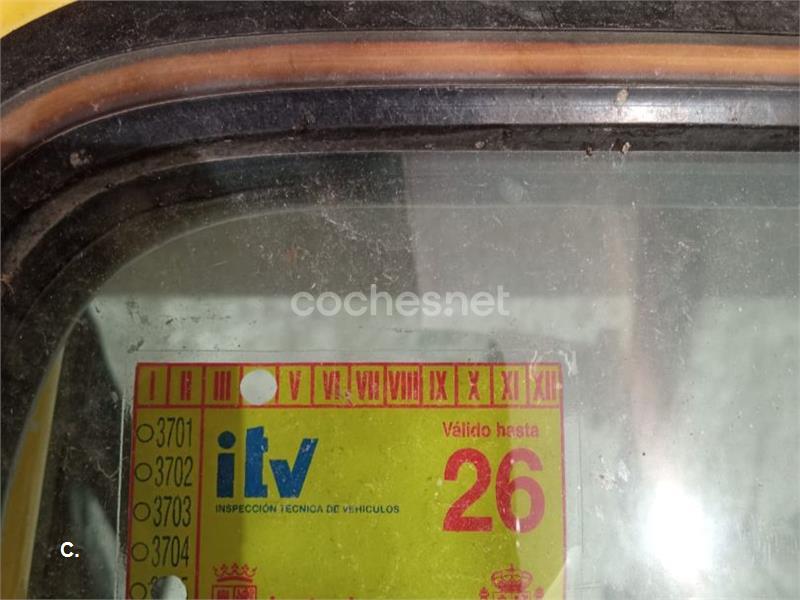 coches.net
I II III V VI VII VIII IX X XI XII
3701
3702
3703
3704
itv
INSPECCIÓN TÉCNICA DE VEHÍCULOS
Válido hasta
26
C.